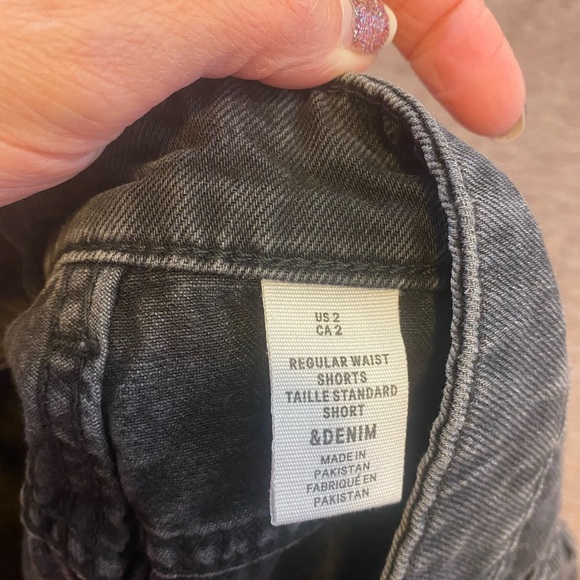 US 2
CA 2
REGULAR WAIST
SHORTS
TAILLE STANDARD
SHORT
&DENIM
MADE IN
PAKISTAN
FABRIQUÉ EN
PAKISTAN